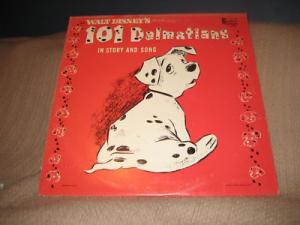 WALT DISNEY'S
101 Dalmatians
IN STORY AND SONG